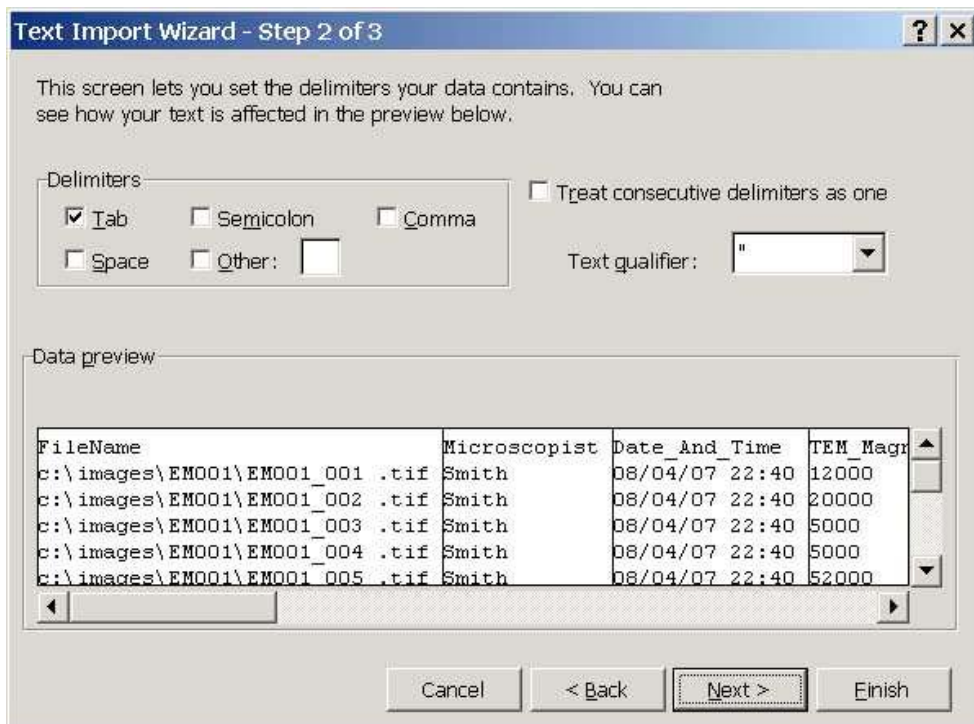 Text Import Wizard - Step 2 of 3
This screen lets you set the delimiters your data contains. You can
see how your text is affected in the preview below.
Delimiters
Tab Semicolon Comma
Space Other:
Treat consecutive delimiters as one
Text qualifier: "
Data preview
FileName Microscopist Date_And_Time TEM_Magr
c:\images\EM001\EM001_001 .tif Smith 08/04/07 22:40 12000
c:\images\EM001\EM001_002 .tif Smith 08/04/07 22:40 20000
c:\images\EM001\EM001_003 .tif Smith 08/04/07 22:40 5000
c:\images\EM001\EM001_004 .tif Smith 08/04/07 22:40 5000
c:\images\EM001\EM001_005 .tif Smith 08/04/07 22:40 52000
Cancel < Back Next > Finish